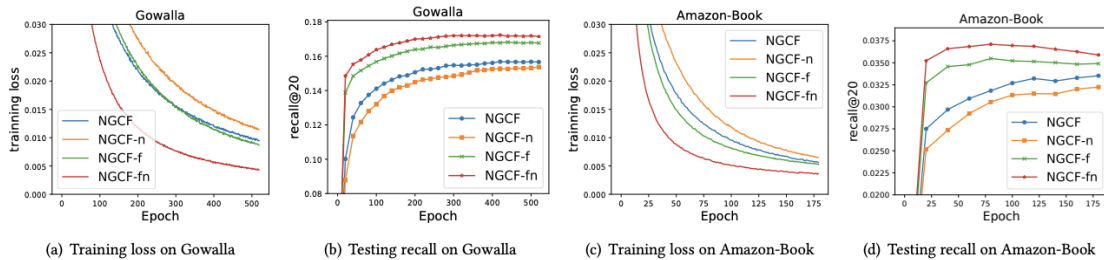 Gowalla
trainning loss
0.030
0.025
0.020
0.015
0.010
0.005
0.000
NGCF
NGCF-n
NGCF-f
NGCF-fn
0 100 200 300 400 500
Epoch
(a) Training loss on Gowalla
Gowalla
recall@20
0.18
0.16
0.14
0.12
0.10
0.08
NGCF
NGCF-n
NGCF-f
NGCF-fn
0 100 200 300 400 500
Epoch
(b) Testing recall on Gowalla
Amazon-Book
trainning loss
0.030
0.025
0.020
0.015
0.010
0.005
0.000
NGCF
NGCF-n
NGCF-f
NGCF-fn
0 25 50 75 100 125 150 175
Epoch
(c) Training loss on Amazon-Book
Amazon-Book
recall@20
0.0375
0.0350
0.0325
0.0300
0.0275
0.0250
0.0225
0.0200
NGCF
NGCF-n
NGCF-f
NGCF-fn
0 25 50 75 100 125 150 175
Epoch
(d) Testing recall on Amazon-Book